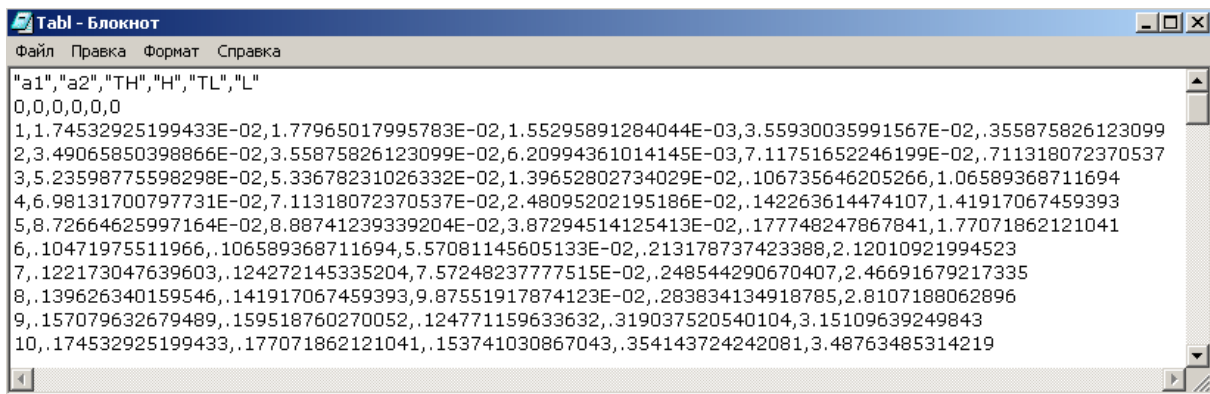 Tabl - Блокнот
Файл Правка Формат Справка
"a1","a2","TH","H","TL","L"
0,0,0,0,0,0
1,1.74532925199433E-02,1.77965017995783E-02,1.55295891284044E-03,3.55930035991567E-02,.355875826123099
2,3.49065850398866E-02,3.55875826123099E-02,6.209944361014145E-03,7.11751652246199E-02,.711318072370537
3,5.23598775598298E-02,5.33678231026332E-02,1.39652802734029E-02,.106735646205266,1.06589368711694
4,6.98131700797731E-02,7.11318072370537E-02,2.48095202195186E-02,.142263614474107,1.41917067459393
5,8.72664625997164E-02,8.88741239339204E-02,3.87294514125413E-02,.177748247867841,1.77071862121041
6,.10471975511966,.106589368711694,5.57081145605133E-02,.213178737423388,2.12010921994523
7,.122173047639603,.124272145335204,7.57248237777515E-02,.248544290670407,2.46691679217335
8,.139626340159546,.141917067459393,9.87551917874123E-02,.283834134918785,2.8107188062896
9,.157079632679489,.159518760270052,.124771159633632,.319037520540104,3.15109639249843
10,.174532925199433,.177071862121041,.153741030867043,.354143724242081,3.48763485314219